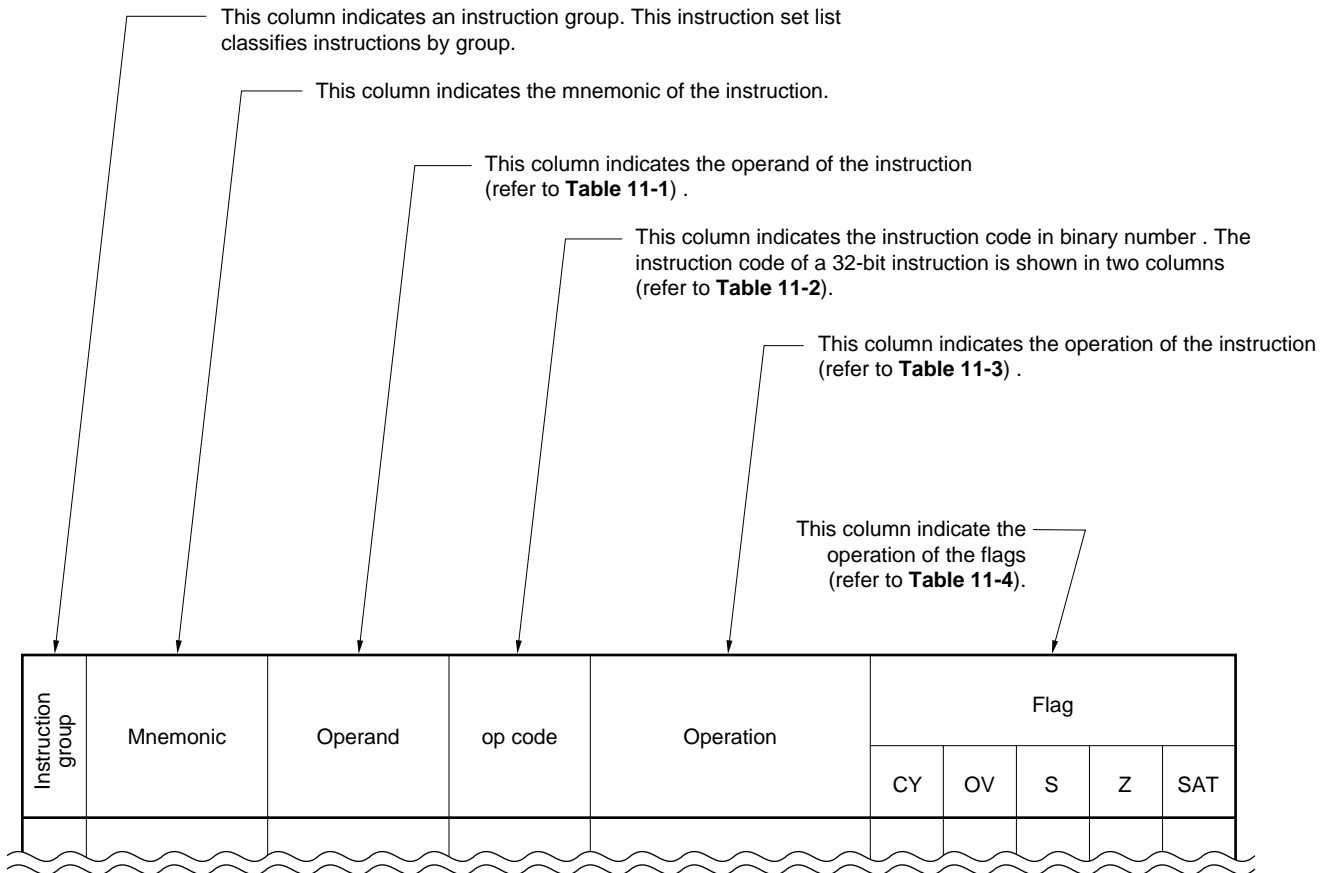 This column indicates an instruction group. This instruction set list
classifies instructions by group.
This column indicates the mnemonic of the instruction.
This column indicates the operand of the instruction
(refer to Table 11-1) .
This column indicates the instruction code in binary number . The
instruction code of a 32-bit instruction is shown in two columns
(refer to Table 11-2).
This column indicates the operation of the instruction
(refer to Table 11-3) .
This column indicate the
operation of the flags
(refer to Table 11-4).
Instruction
group
Mnemonic
Operand
op code
Operation
Flag
CY
OV
S
Z
SAT